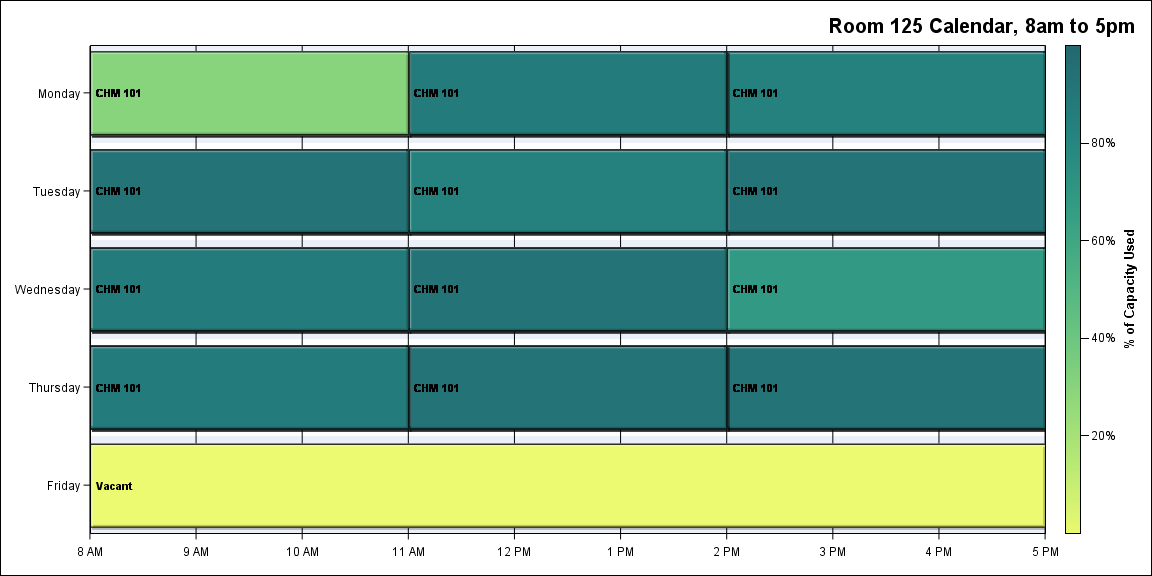 Room 125 Calendar, 8am to 5pm
Monday
CHM 101
CHM 101
CHM 101
Tuesday
CHM 101
CHM 101
CHM 101
Wednesday
CHM 101
CHM 101
CHM 101
Thursday
CHM 101
CHM 101
CHM 101
Friday
Vacant
8 AM
9 AM
10 AM
11 AM
12 PM
1 PM
2 PM
3 PM
4 PM
5 PM
80%
60%
40%
20%
% of Capacity Used